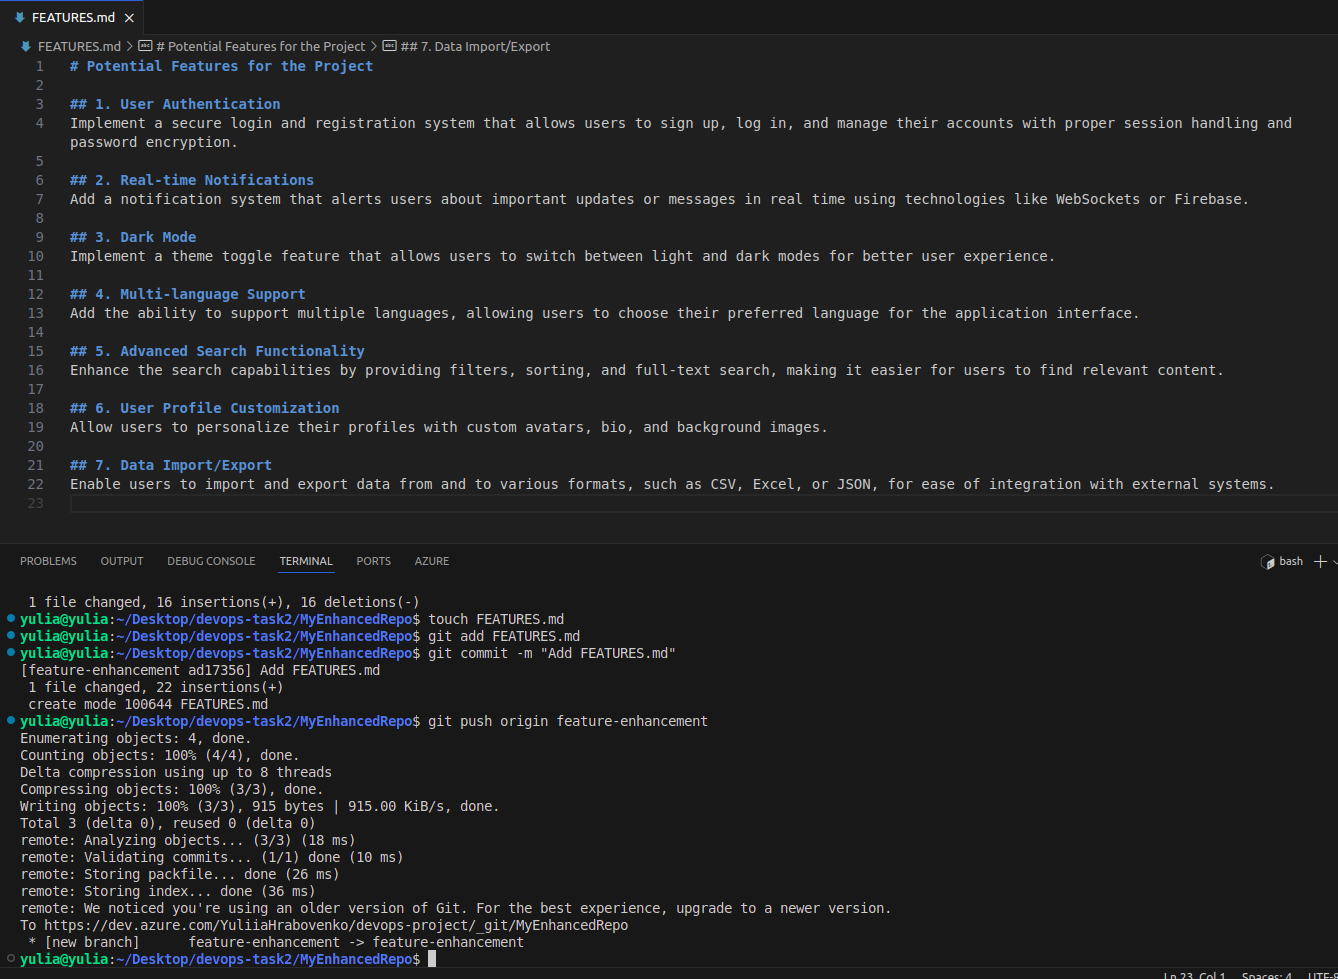 FEATURES.md
FEATURES.md > # Potential Features for the Project > ## 7. Data Import/Export
1 # Potential Features for the Project
2
3 ## 1. User Authentication
4 Implement a secure login and registration system that allows users to sign up, log in, and manage their accounts with proper session handling and
password encryption.
5
6 ## 2. Real-time Notifications
7 Add a notification system that alerts users about important updates or messages in real time using technologies like WebSockets or Firebase.
8
9 ## 3. Dark Mode
10 Implement a theme toggle feature that allows users to switch between light and dark modes for better user experience.
11
12 ## 4. Multi-language Support
13 Add the ability to support multiple languages, allowing users to choose their preferred language for the application interface.
14
15 ## 5. Advanced Search Functionality
16 Enhance the search capabilities by providing filters, sorting, and full-text search, making it easier for users to find relevant content.
17
18 ## 6. User Profile Customization
19 Allow users to personalize their profiles with custom avatars, bio, and background images.
20
21 ## 7. Data Import/Export
22 Enable users to import and export data from and to various formats, such as CSV, Excel, or JSON, for ease of integration with external systems.
23
PROBLEMS OUTPUT DEBUG CONSOLE TERMINAL PORTS AZURE bash
1 file changed, 16 insertions(+), 16 deletions(-)
yulia@yulia:~/Desktop/devops-task2/MyEnhancedRepo$ touch FEATURES.md
yulia@yulia:~/Desktop/devops-task2/MyEnhancedRepo$ git add FEATURES.md
yulia@yulia:~/Desktop/devops-task2/MyEnhancedRepo$ git commit -m "Add FEATURES.md"
[feature-enhancement ad17356] Add FEATURES.md
1 file changed, 22 insertions(+)
create mode 100644 FEATURES.md
yulia@yulia:~/Desktop/devops-task2/MyEnhancedRepo$ git push origin feature-enhancement
Enumerating objects: 4, done.
Counting objects: 100% (4/4), done.
Delta compression using up to 8 threads
Compressing objects: 100% (3/3), done.
Writing objects: 100% (3/3), 915 bytes | 915.00 KiB/s, done.
Total 3 (delta 0), reused 0 (delta 0)
remote: Analyzing objects... (3/3) (18 ms)
remote: Validating commits... (1/1) done (10 ms)
remote: Storing packfile... done (26 ms)
remote: Storing index... done (36 ms)
remote: We noticed you're using an older version of Git. For the best experience, upgrade to a newer version.
To https://dev.azure.com/YuliiaHrabovenko/devops-project/_git/MyEnhancedRepo
* [new branch] feature-enhancement -> feature-enhancement
yulia@yulia:~/Desktop/devops-task2/MyEnhancedRepo$
Ln 23, Col 1 Spaces: 4 UTF-8